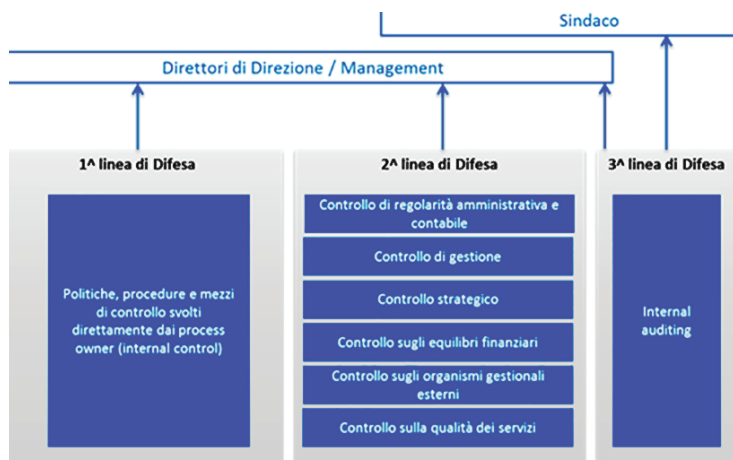 Sindaco
Direttori di Direzione / Management
1^ linea di Difesa
2^ linea di Difesa
3^ linea di Difesa
Politiche, procedure e mezzi
di controllo svolti
direttamente dai process
owner (internal control)
Controllo di regolarità amministrativa e
contabile
Controllo di gestione
Controllo strategico
Controllo sugli equilibri finanziari
Controllo sugli organismi gestionali
esterni
Controllo sulla qualità dei servizi
Internal
auditing